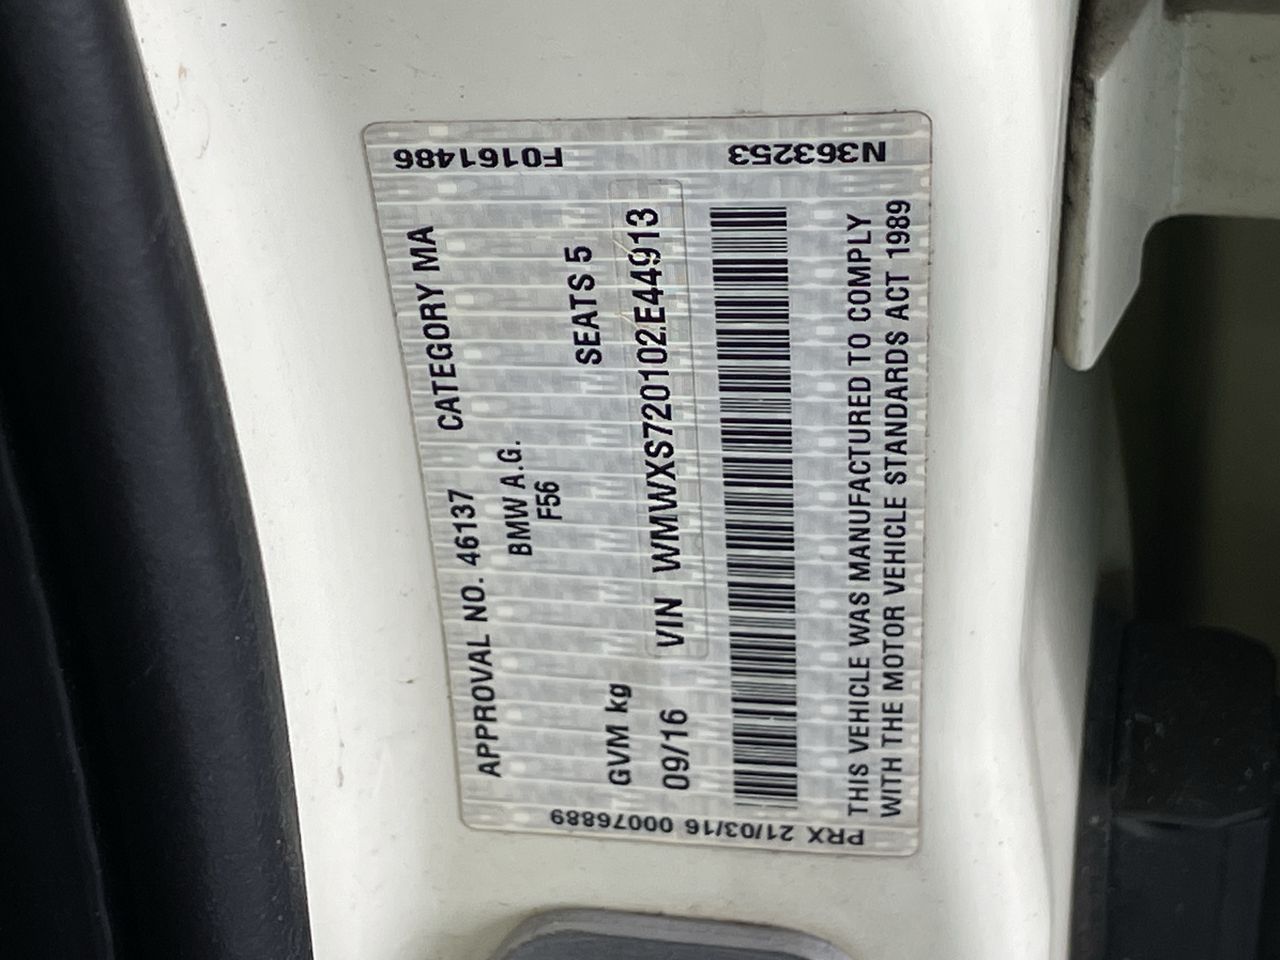 APPROVAL NO. 46137 CATEGORY MA
BMW A.G.
F56
SEATS 5
GVM kg
09/16 VIN WMWXS720102E44913
THIS VEHICLE WAS MANUFACTURED TO COMPLY
WITH THE MOTOR VEHICLE STANDARDS ACT 1989
F0161486 N363253
PRX 21/03/16 00076889